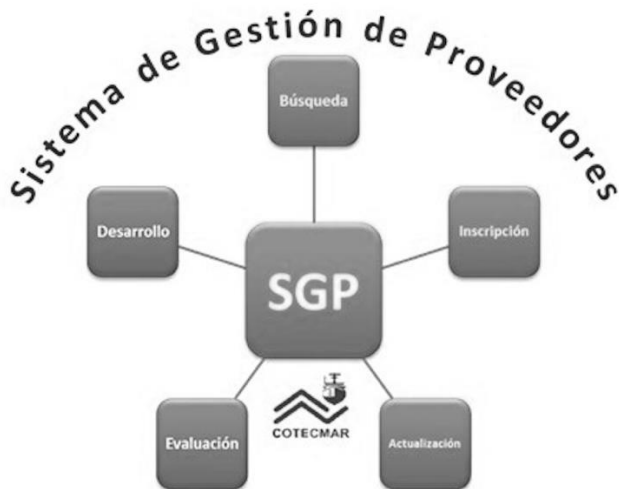 Sistema de Gestión de Proveedores
Búsqueda
Desarrollo
Inscripción
SGP
Evaluación
COTECMAR
Actualización